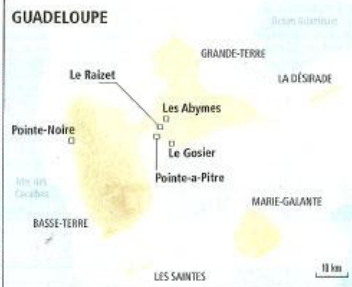 GUADELOUPE
GRANDE-TERRE
Le Raizet
LA DÉSIRADE
Les Abymes
Pointe-Noire
Le Gosier
Pointe-a-Pitre
MARIE-GALANTE
BASSE-TERRE
10 km
LES SAINTES